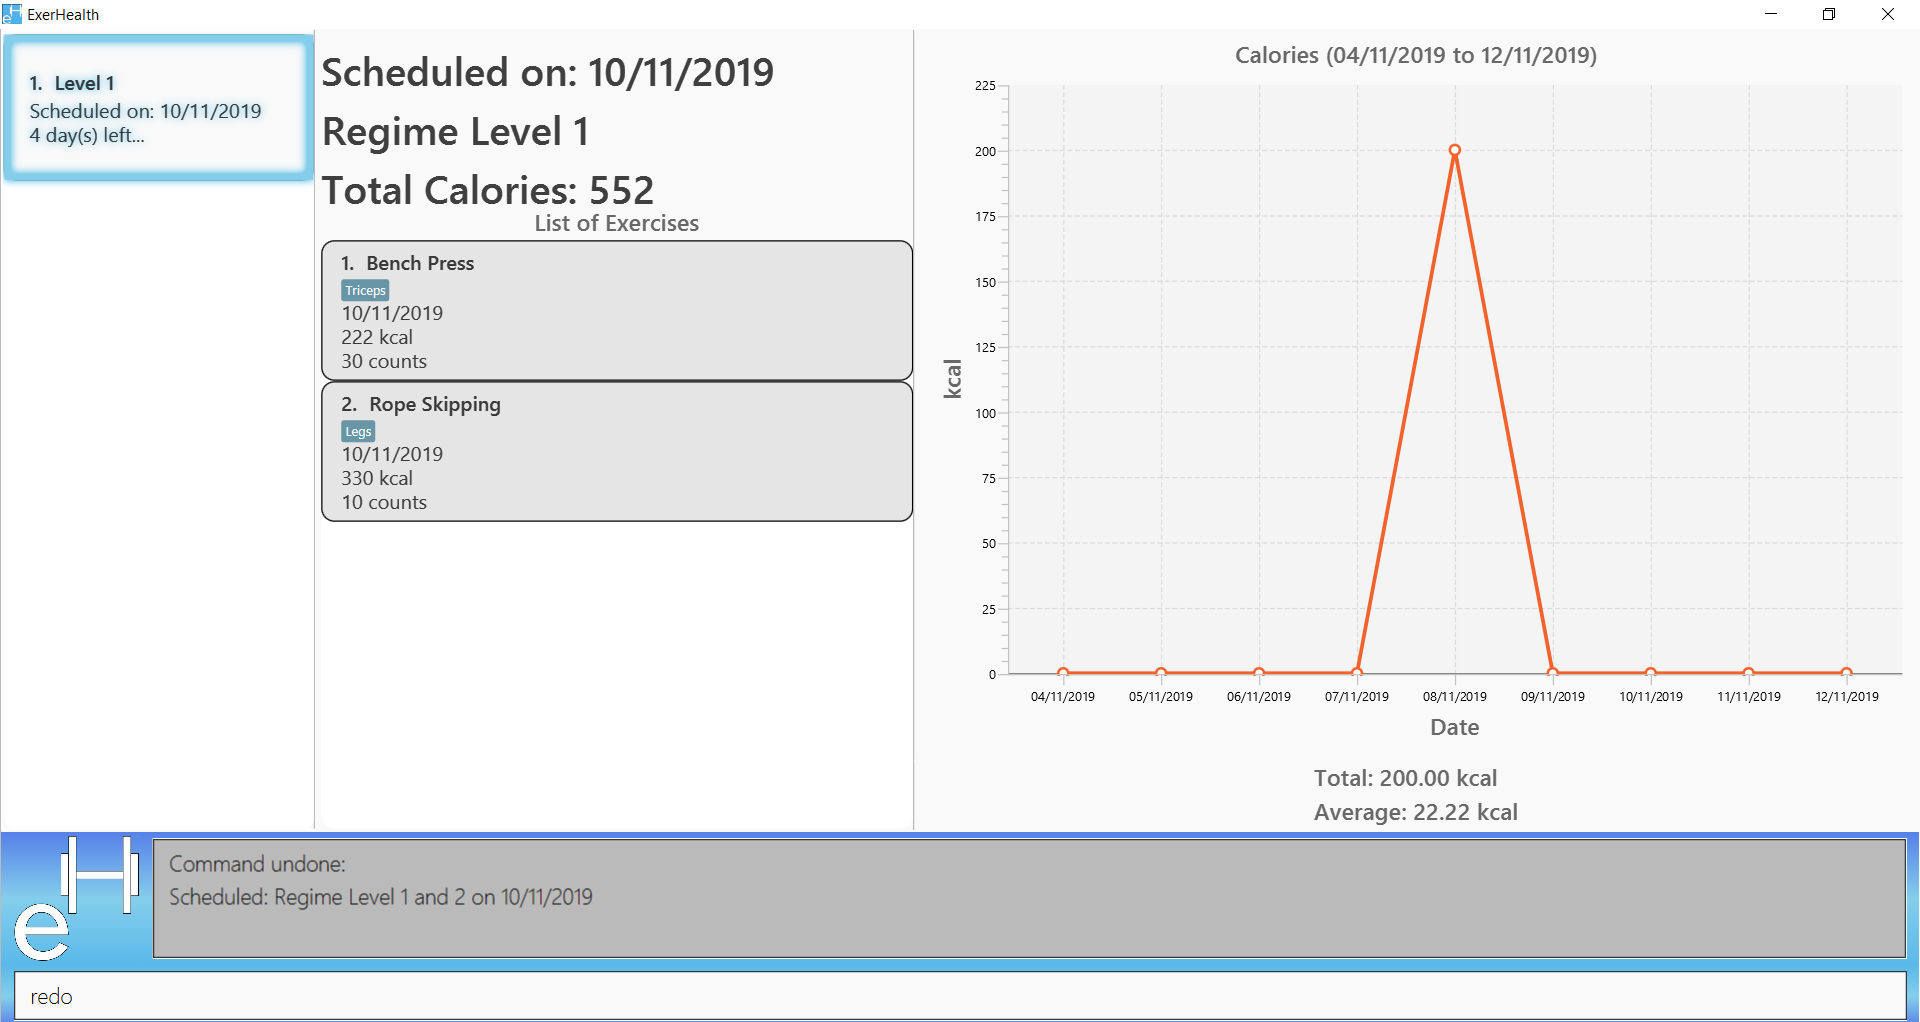 ExerHealth
1. Level 1
Scheduled on: 10/11/2019
4 day(s) left...
Scheduled on: 10/11/2019
Regime Level 1
Total Calories: 552
List of Exercises
1. Bench Press
Triceps
10/11/2019
222 kcal
30 counts
2. Rope Skipping
Legs
10/11/2019
330 kcal
10 counts
Calories (04/11/2019 to 12/11/2019)
225
200
175
150
125
100
75
50
25
0
kcal
04/11/2019 05/11/2019 06/11/2019 07/11/2019 08/11/2019 09/11/2019 10/11/2019 11/11/2019 12/11/2019
Date
Total: 200.00 kcal
Average: 22.22 kcal
eH
Command undone:
Scheduled: Regime Level 1 and 2 on 10/11/2019
redo